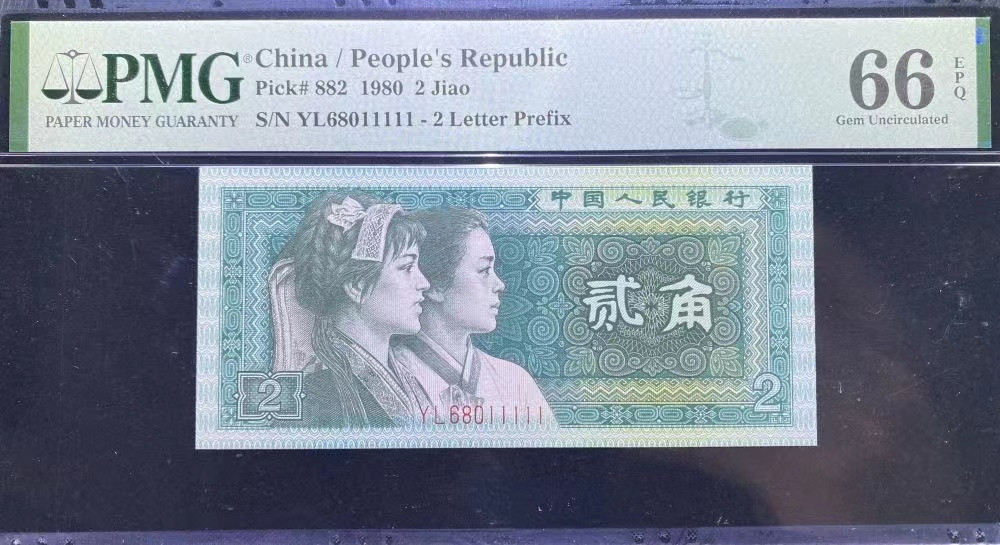 PMG®
PAPER MONEY GUARANTY
China / People's Republic
Pick# 882 1980 2 Jiao
S/N YL68011111 - 2 Letter Prefix
66 EPQ
Gem Uncirculated
中国人民银行
贰角
2
YL68011111
2